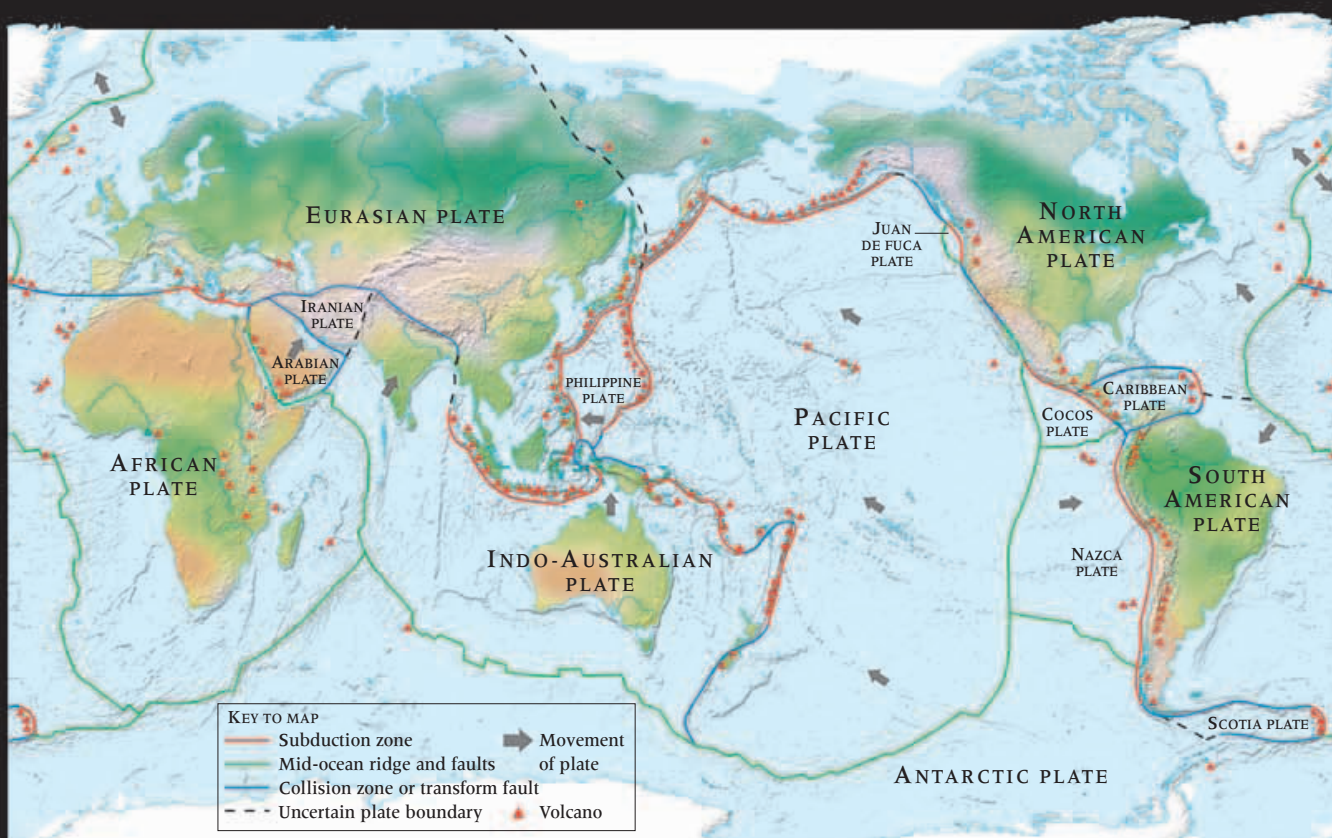 EURASIAN PLATE
IRANIAN
PLATE
ARABIAN
PLATE
AFRICAN
PLATE
PHILIPPINE
PLATE
INDO-AUSTRALIAN
PLATE
PACIFIC
PLATE
JUAN
DE FUCA
PLATE
NORTH
AMERICAN
PLATE
CARIBBEAN
PLATE
COCOS
PLATE
SOUTH
AMERICAN
PLATE
NAZCA
PLATE
SCOTIA PLATE
ANTARCTIC PLATE
KEY TO MAP
Subduction zone
Mid-ocean ridge and faults
Collision zone or transform fault
Uncertain plate boundary
Movement
of plate
Volcano